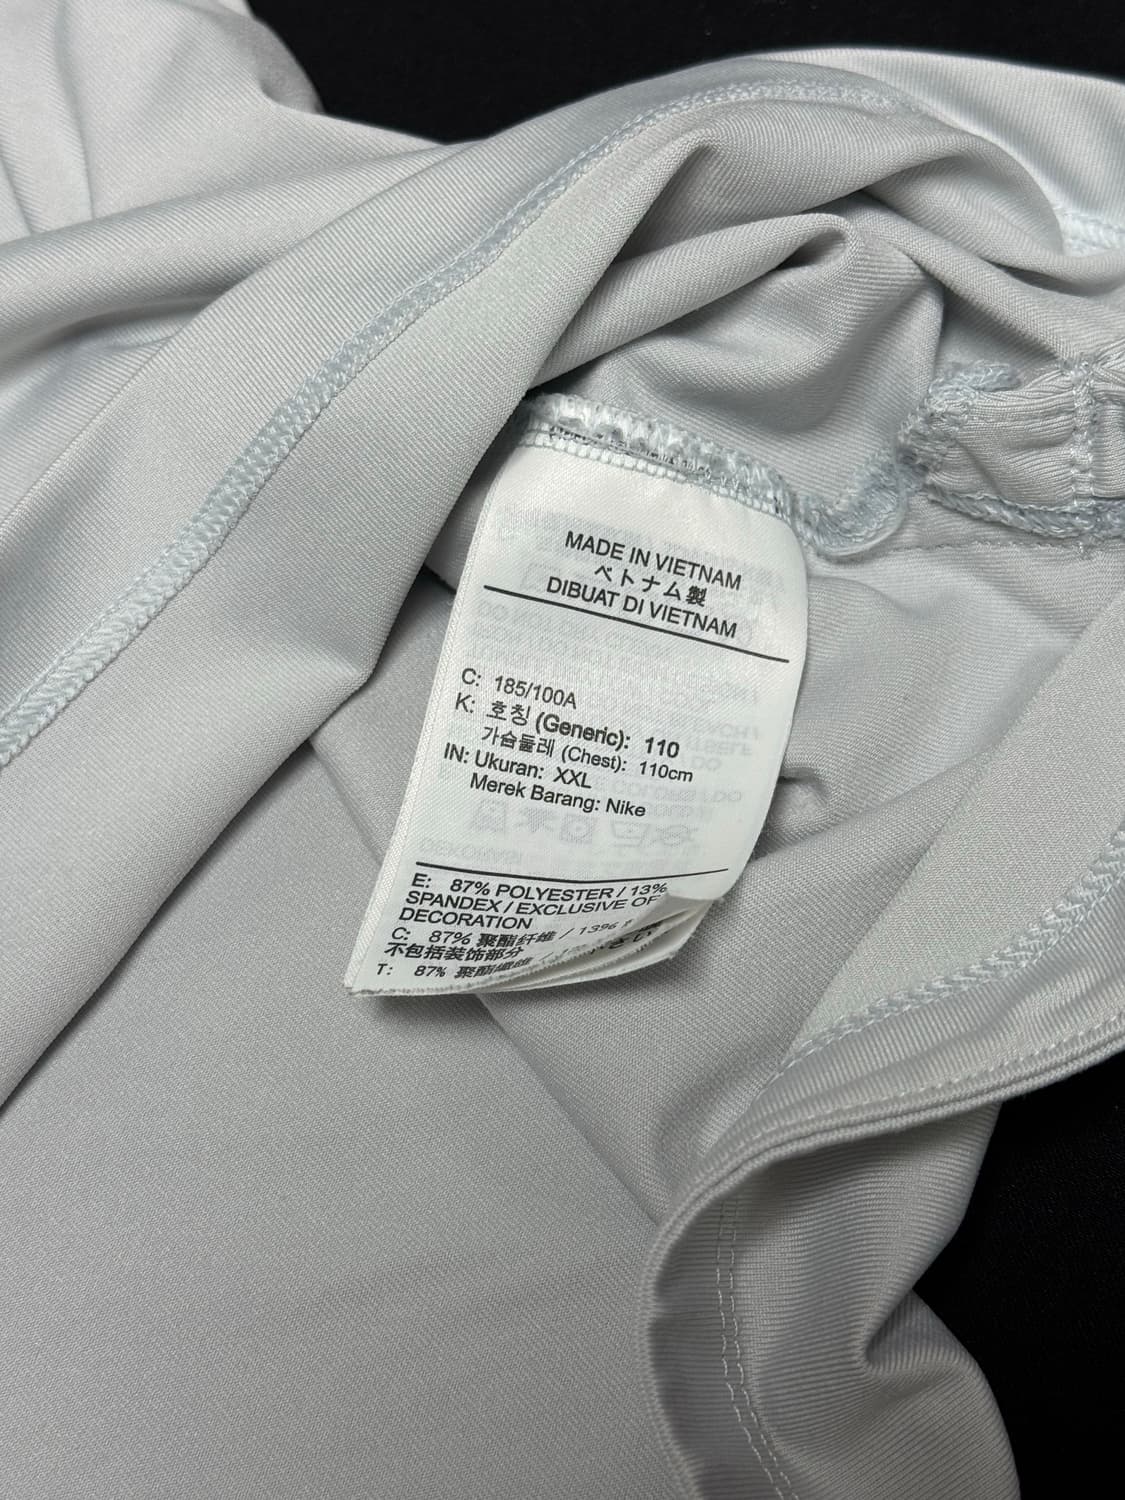 MADE IN VIETNAM
ベトナム製
DIBUAT DI VIETNAM
C: 185/100A
K: 호칭 (Generic): 110
가슴둘레 (Chest): 110cm
IN: Ukuran: XXL
Merek Barang: Nike
E: 87% POLYESTER / 13%
SPANDEX / EXCLUSIVE OF
DECORATION
C: 87% 聚酯纤维 / 13%
不包括装饰部分
T: 87% 聚酯纖維 /